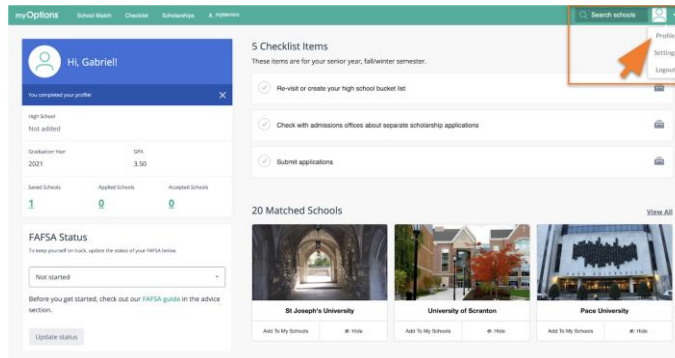 myOptions
School Match
Checklist
Scholarships
Search schools
Profile
Settings
Logout
Hi, Gabriel!
You completed your profile!
High School
Not added
Graduation Year
GPA
2021
3.50
Saved Schools
Applied Schools
Accepted Schools
1
0
0
FAFSA Status
To keep yourself on track, update the status of your FAFSA below.
Not started
Before you get started, check out our FAFSA guide in the advice
section.
Update status
5 Checklist Items
These items are for your senior year, fall/winter semester.
Re-visit or create your high school bucket list
Check with admissions offices about separate scholarship applications
Submit applications
20 Matched Schools
View All
St Joseph's University
University of Scranton
Pace University
Add To My Schools
Hide
Add To My Schools
Hide
Add To My Schools
Hide